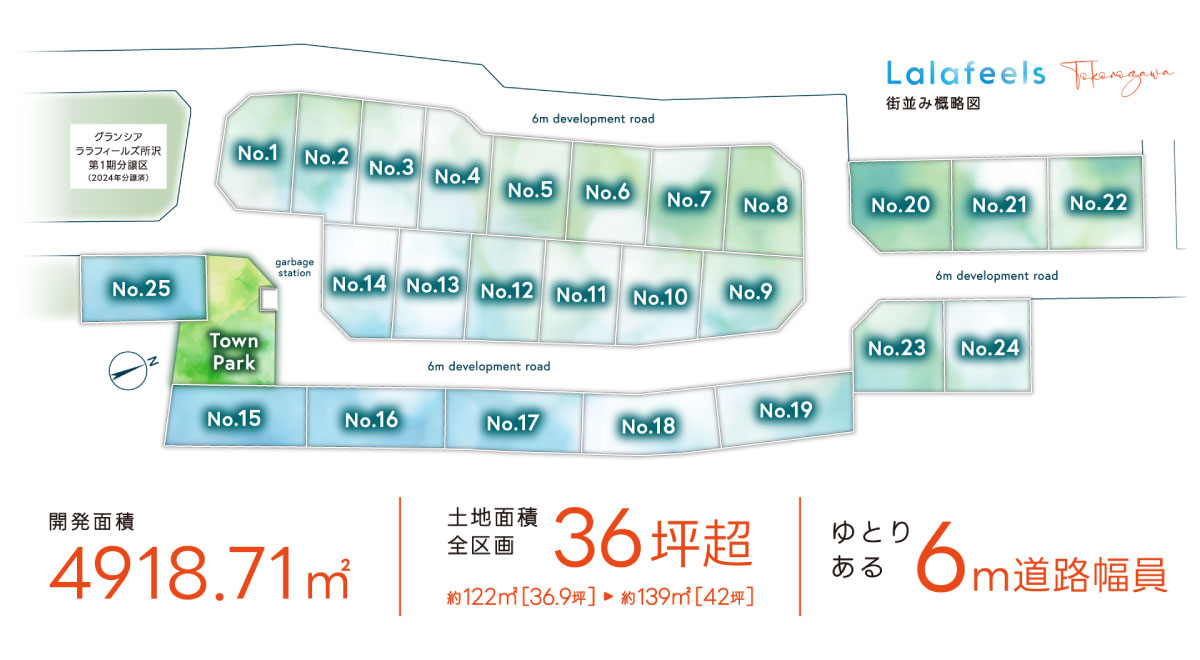 Lalafeels Tokorozawa
街並み概略図
グランシア
ララフィールズ所沢
第1期分譲区
（2024年分譲済）
6m development road
No.1
No.2
No.3
No.4
No.5
No.6
No.7
No.8
No.20
No.21
No.22
garbage
station
No.14
No.13
No.12
No.11
No.10
No.9
6m development road
No.25
Town
Park
N
6m development road
No.23
No.24
No.15
No.16
No.17
No.18
No.19
開発面積
4918.71㎡
土地面積
全区画
36坪超
約122㎡[36.9坪]▶約139㎡[42坪]
ゆとり
ある
6m道路幅員